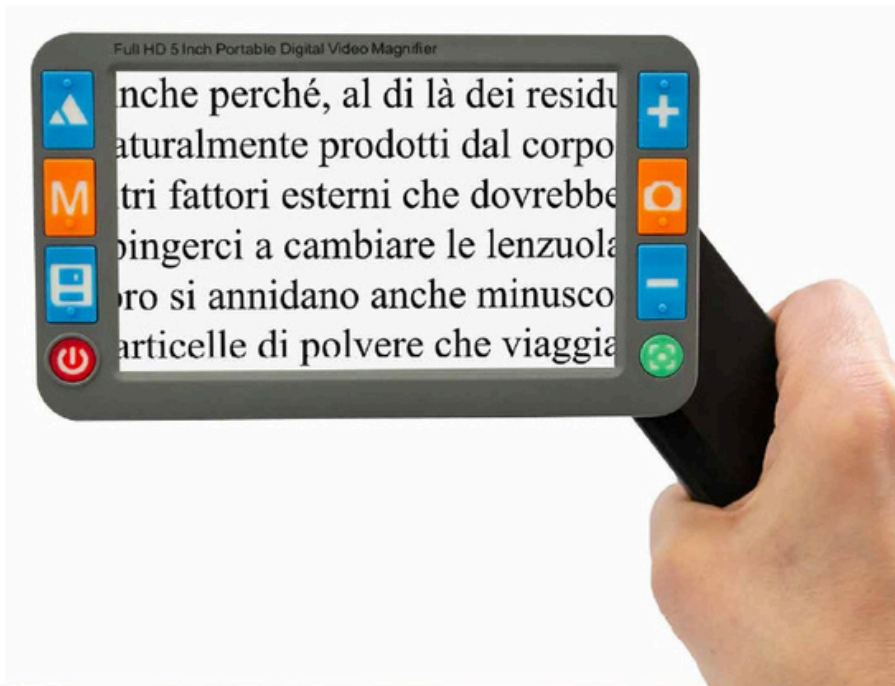 Full HD 5 Inch Portable Digital Video Magnifier
nche perché, al di là dei residu
aturalmente prodotti dal corpo
tri fattori esterni che dovrebbe
pingerci a cambiare le lenzuola
oro si annidano anche minusco
articelle di polvere che viaggia
M